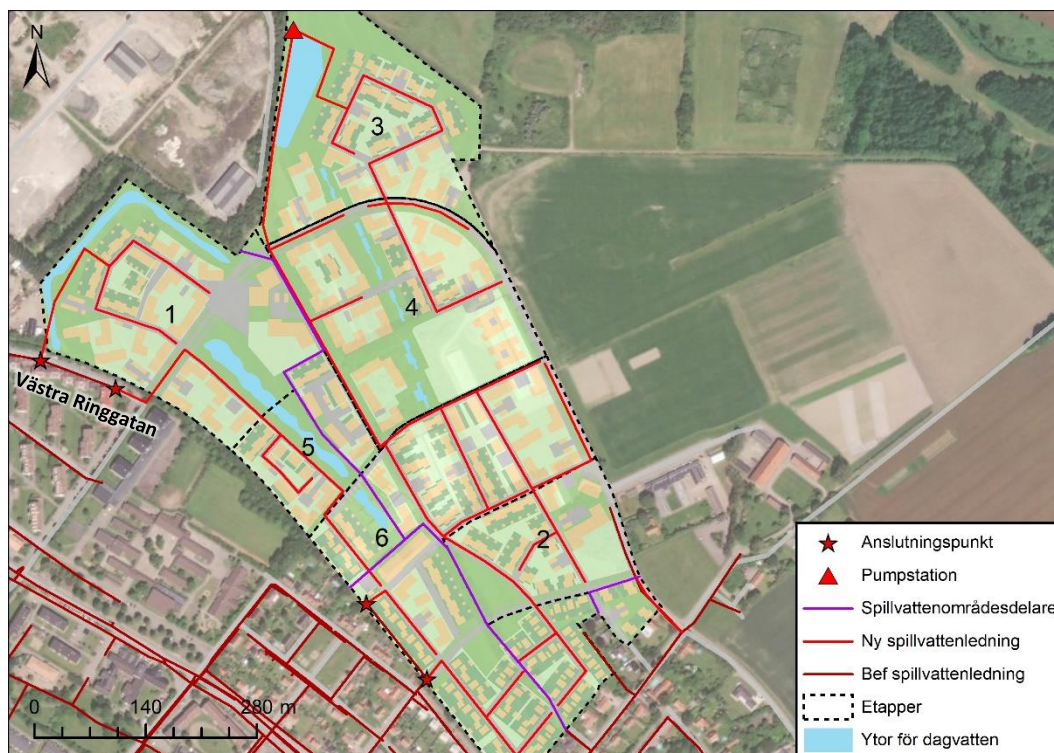 N
3
4
1
Västra Ringgatan
5
6
2
0 140 280 m
Anslutningspunkt
Pumpstation
Spillvattenområdesdelare
Ny spillvattenledning
Bef spillvattenledning
Etapper
Ytor för dagvatten